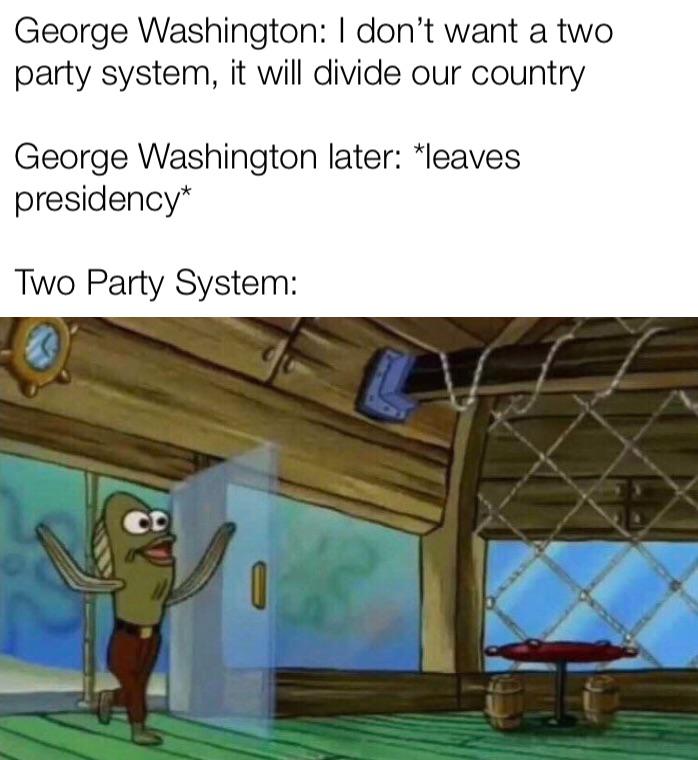 George Washington: I don’t want a two
party system, it will divide our country
George Washington later: *leaves
presidency*
Two Party System: